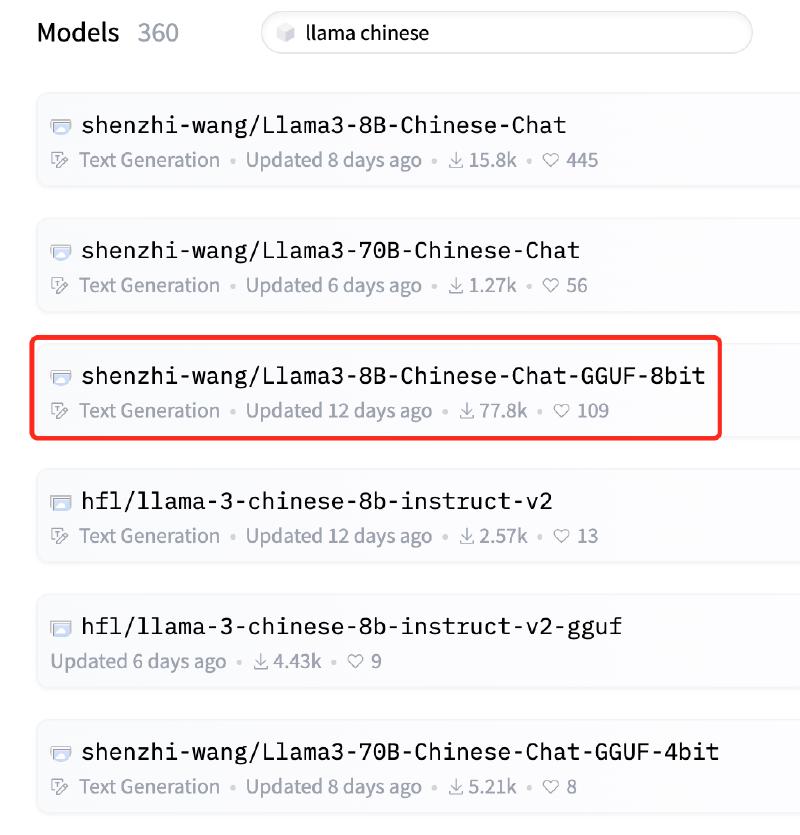 Models 360
llama chinese
shenzhi-wang/Llama3-8B-Chinese-Chat
Text Generation • Updated 8 days ago • 15.8k • 445
shenzhi-wang/Llama3-70B-Chinese-Chat
Text Generation • Updated 6 days ago • 1.27k • 56
shenzhi-wang/Llama3-8B-Chinese-Chat-GGUF-8bit
Text Generation • Updated 12 days ago • 77.8k • 109
hfl/llama-3-chinese-8b-instruct-v2
Text Generation • Updated 12 days ago • 2.57k • 13
hfl/llama-3-chinese-8b-instruct-v2-gguf
Updated 6 days ago • 4.43k • 9
shenzhi-wang/Llama3-70B-Chinese-Chat-GGUF-4bit
Text Generation • Updated 8 days ago • 5.21k • 8